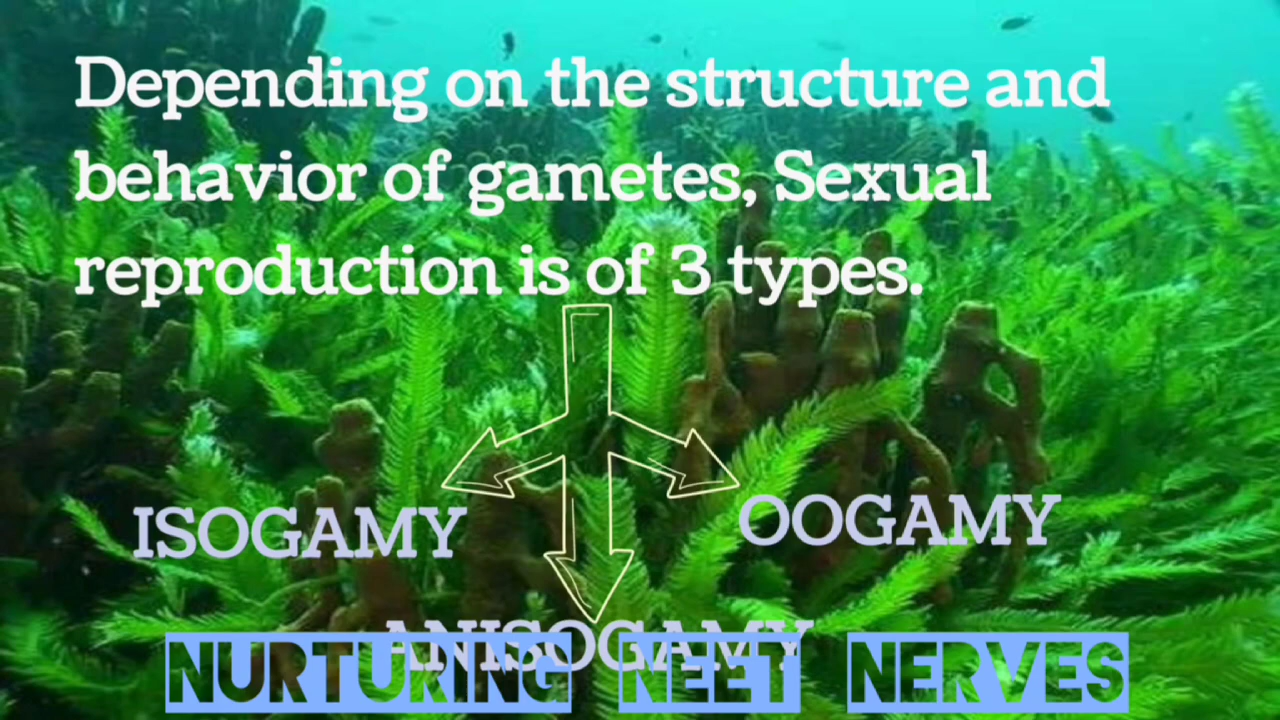 Depending on the structure and
behavior of gametes, Sexual
reproduction is of 3 types.
ISOGAMY
OOGAMY
ANISOGAMY
NURTURING NEET NERVES